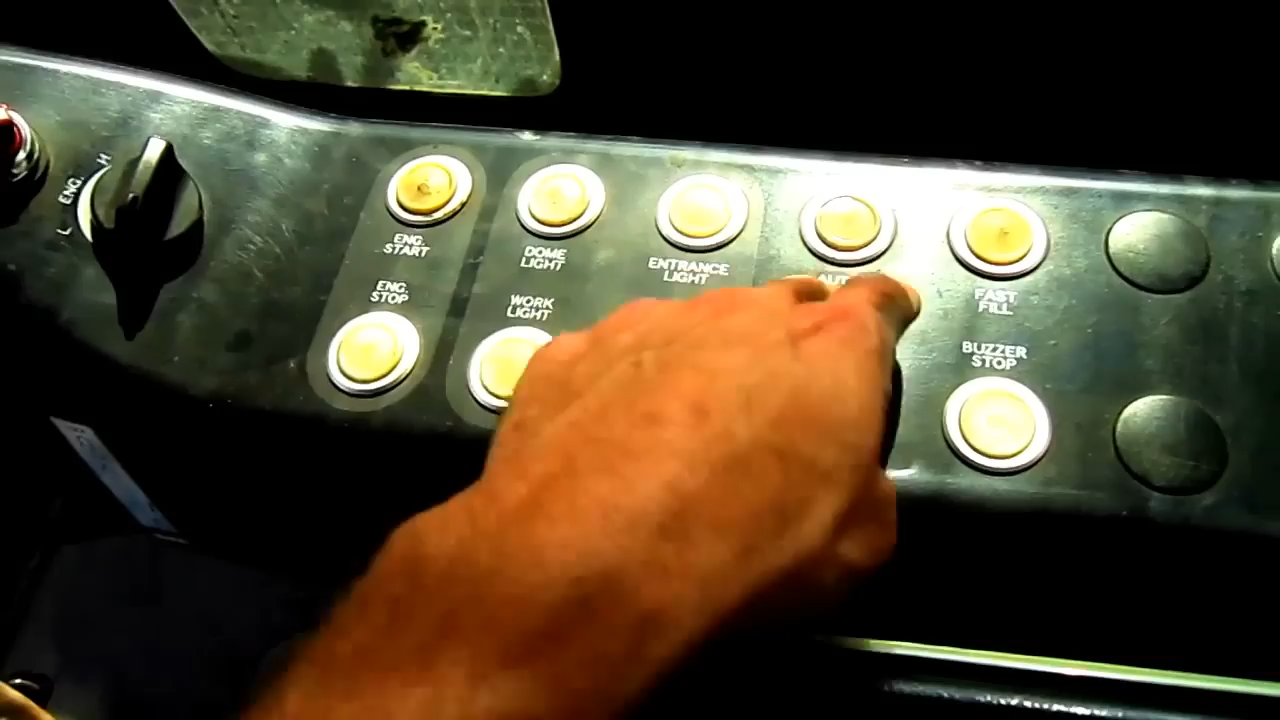 H
ENG.
L
ENG.
START
DOME
LIGHT
ENTRANCE
LIGHT
FAST
FILL
ENG.
STOP
WORK
LIGHT
BUZZER
STOP